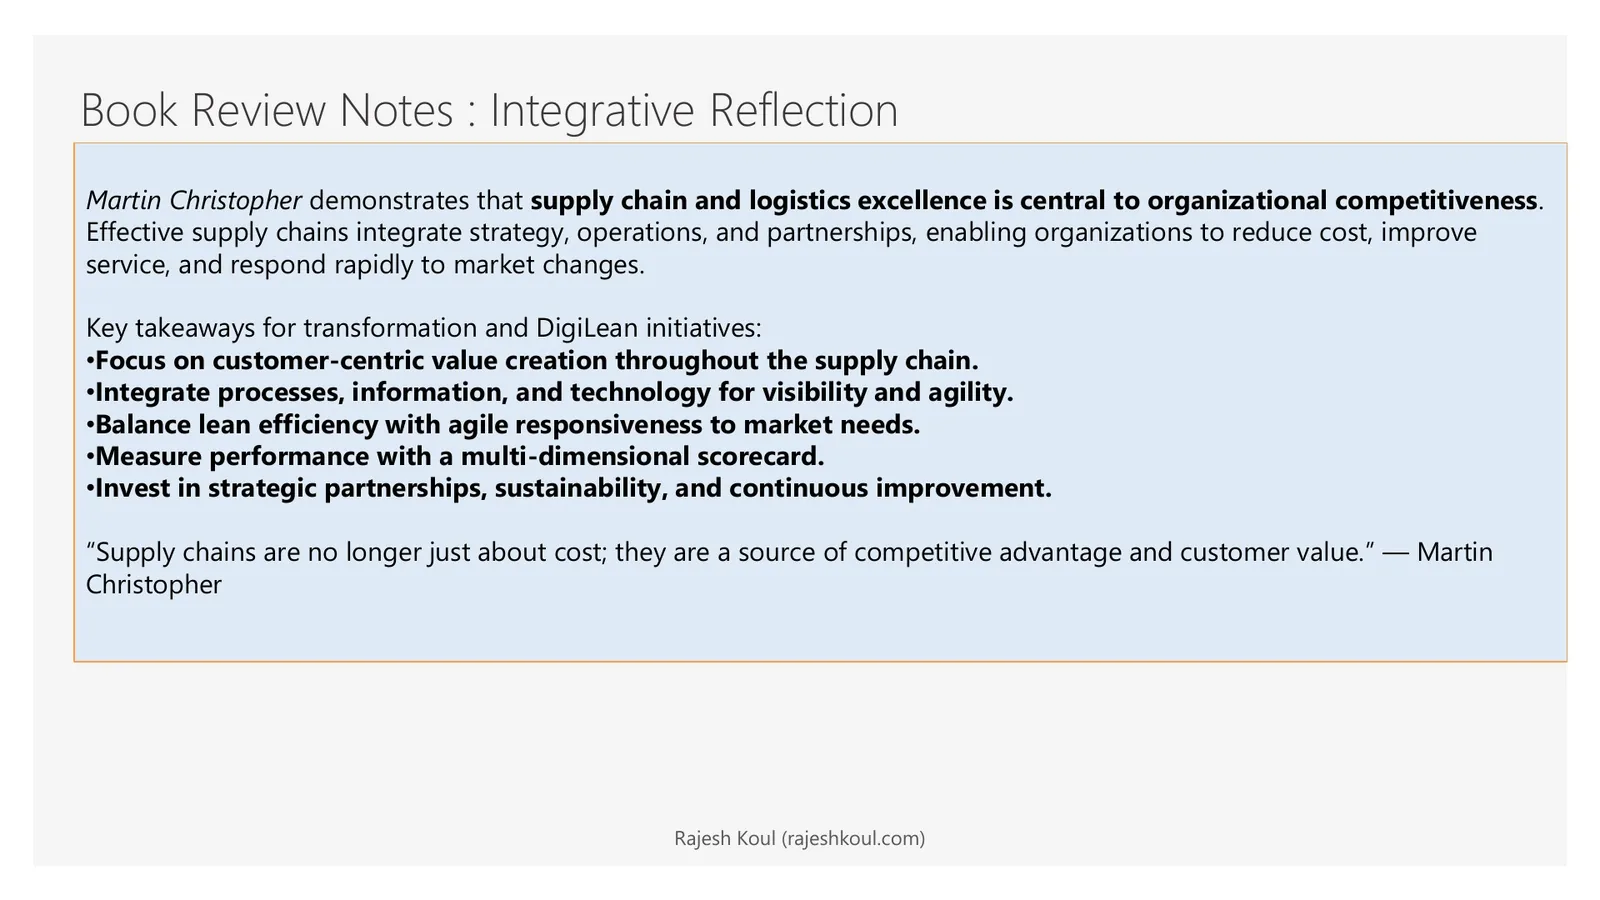 Book Review Notes : Integrative Reflection
Martin Christopher demonstrates that supply chain and logistics excellence is central to organizational competitiveness.
Effective supply chains integrate strategy, operations, and partnerships, enabling organizations to reduce cost, improve
service, and respond rapidly to market changes.
Key takeaways for transformation and DigiLean initiatives:
•Focus on customer-centric value creation throughout the supply chain.
•Integrate processes, information, and technology for visibility and agility.
•Balance lean efficiency with agile responsiveness to market needs.
•Measure performance with a multi-dimensional scorecard.
•Invest in strategic partnerships, sustainability, and continuous improvement.
“Supply chains are no longer just about cost; they are a source of competitive advantage and customer value.” — Martin
Christopher
Rajesh Koul (rajeshkoul.com)